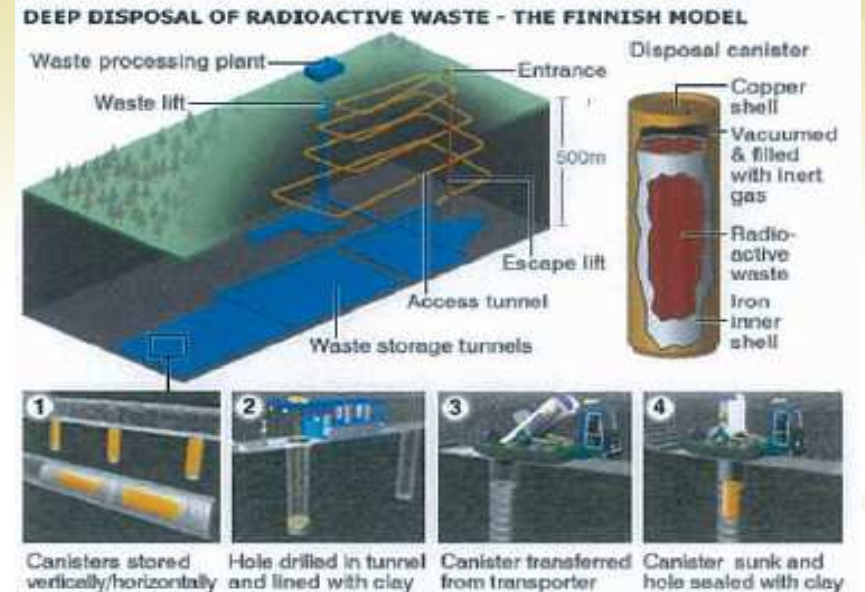 DEEP DISPOSAL OF RADIOACTIVE WASTE - THE FINNISH MODEL
Waste processing plant
Waste lift
Entrance
500m
Escape lift
Access tunnel
Waste storage tunnels
Disposal canister
Copper
shell
Vacuumed
& filled
with inert
gas
Radio-
active
waste
Iron
inner
shell
1
Canisters stored
vertically/horizontally
2
Hole drilled in tunnel
and lined with clay
3
Canister transferred
from transporter
4
Canister sunk and
hole sealed with clay